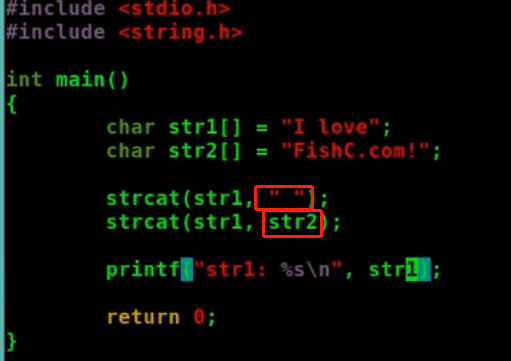 #include <stdio.h>
#include <string.h>
int main()
{
char str1[] = "I love";
char str2[] = "FishC.com!";
strcat(str1, " ");
strcat(str1, str2);
printf("str1: %s\n", str1);
return 0;
}